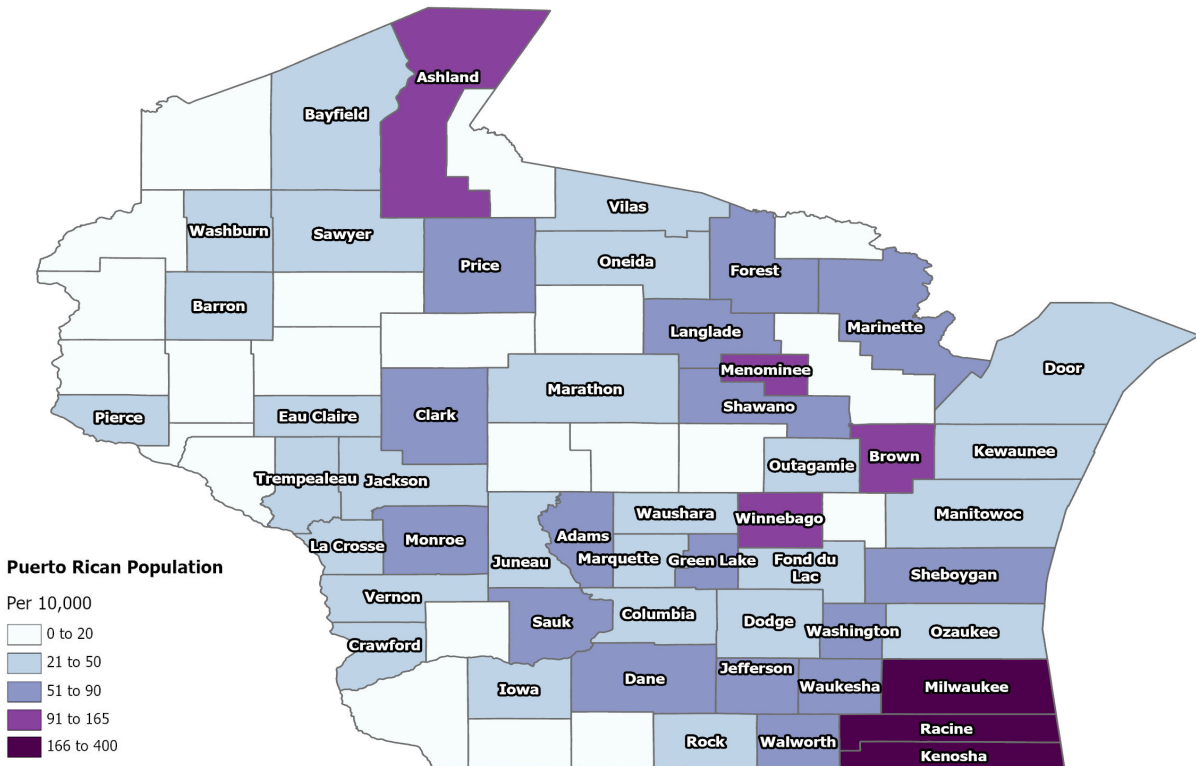 Ashland
Bayfield
Vilas
Washburn
Sawyer
Oneida
Price
Forest
Barron
Langlade
Marinette
Menominee
Door
Marathon
Shawano
Pierce
Eau Claire
Clark
Kewaunee
Brown
Outagamie
Trempealeau
Jackson
Waushara
Winnebago
Manitowoc
Adams
Monroe
La Crosse
Marquette
Green Lake
Fond du
Lac
Juneau
Sheboygan
Puerto Rican Population
Per 10,000
0 to 20
21 to 50
51 to 90
91 to 165
166 to 400
Vernon
Columbia
Sauk
Dodge
Washington
Ozaukee
Crawford
Jefferson
Dane
Waukesha
Milwaukee
Iowa
Racine
Rock
Walworth
Kenosha